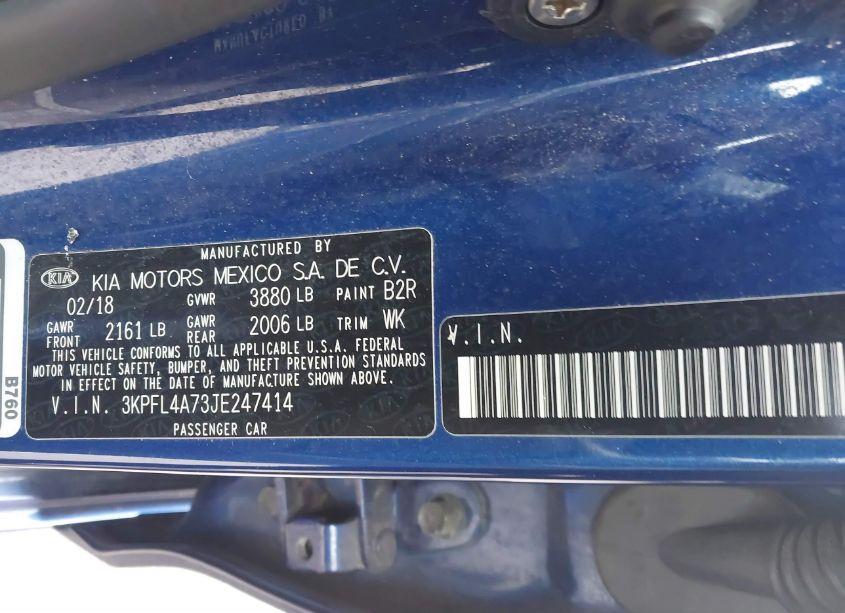 MANUFACTURED BY
KIA KIA MOTORS MEXICO S.A. DE C.V.
02/18 GVWR 3880 LB PAINT B2R
GAWR FRONT 2161 LB GAWR REAR 2006 LB TRIM WK
THIS VEHICLE CONFORMS TO ALL APPLICABLE U.S.A. FEDERAL
MOTOR VEHICLE SAFETY, BUMPER, AND THEFT PREVENTION STANDARDS
IN EFFECT ON THE DATE OF MANUFACTURE SHOWN ABOVE.
V.I.N. 3KPFL4A73JE247414
PASSENGER CAR
V.I.N.
B760